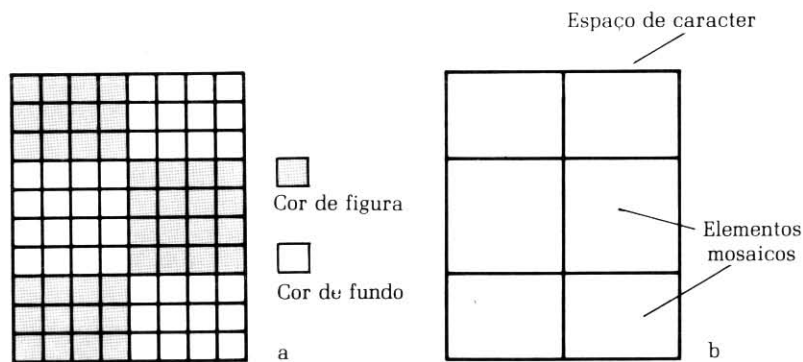 Espaço de caracter
Cor de figura
Cor de fundo
a
Elementos
mosaicos
b